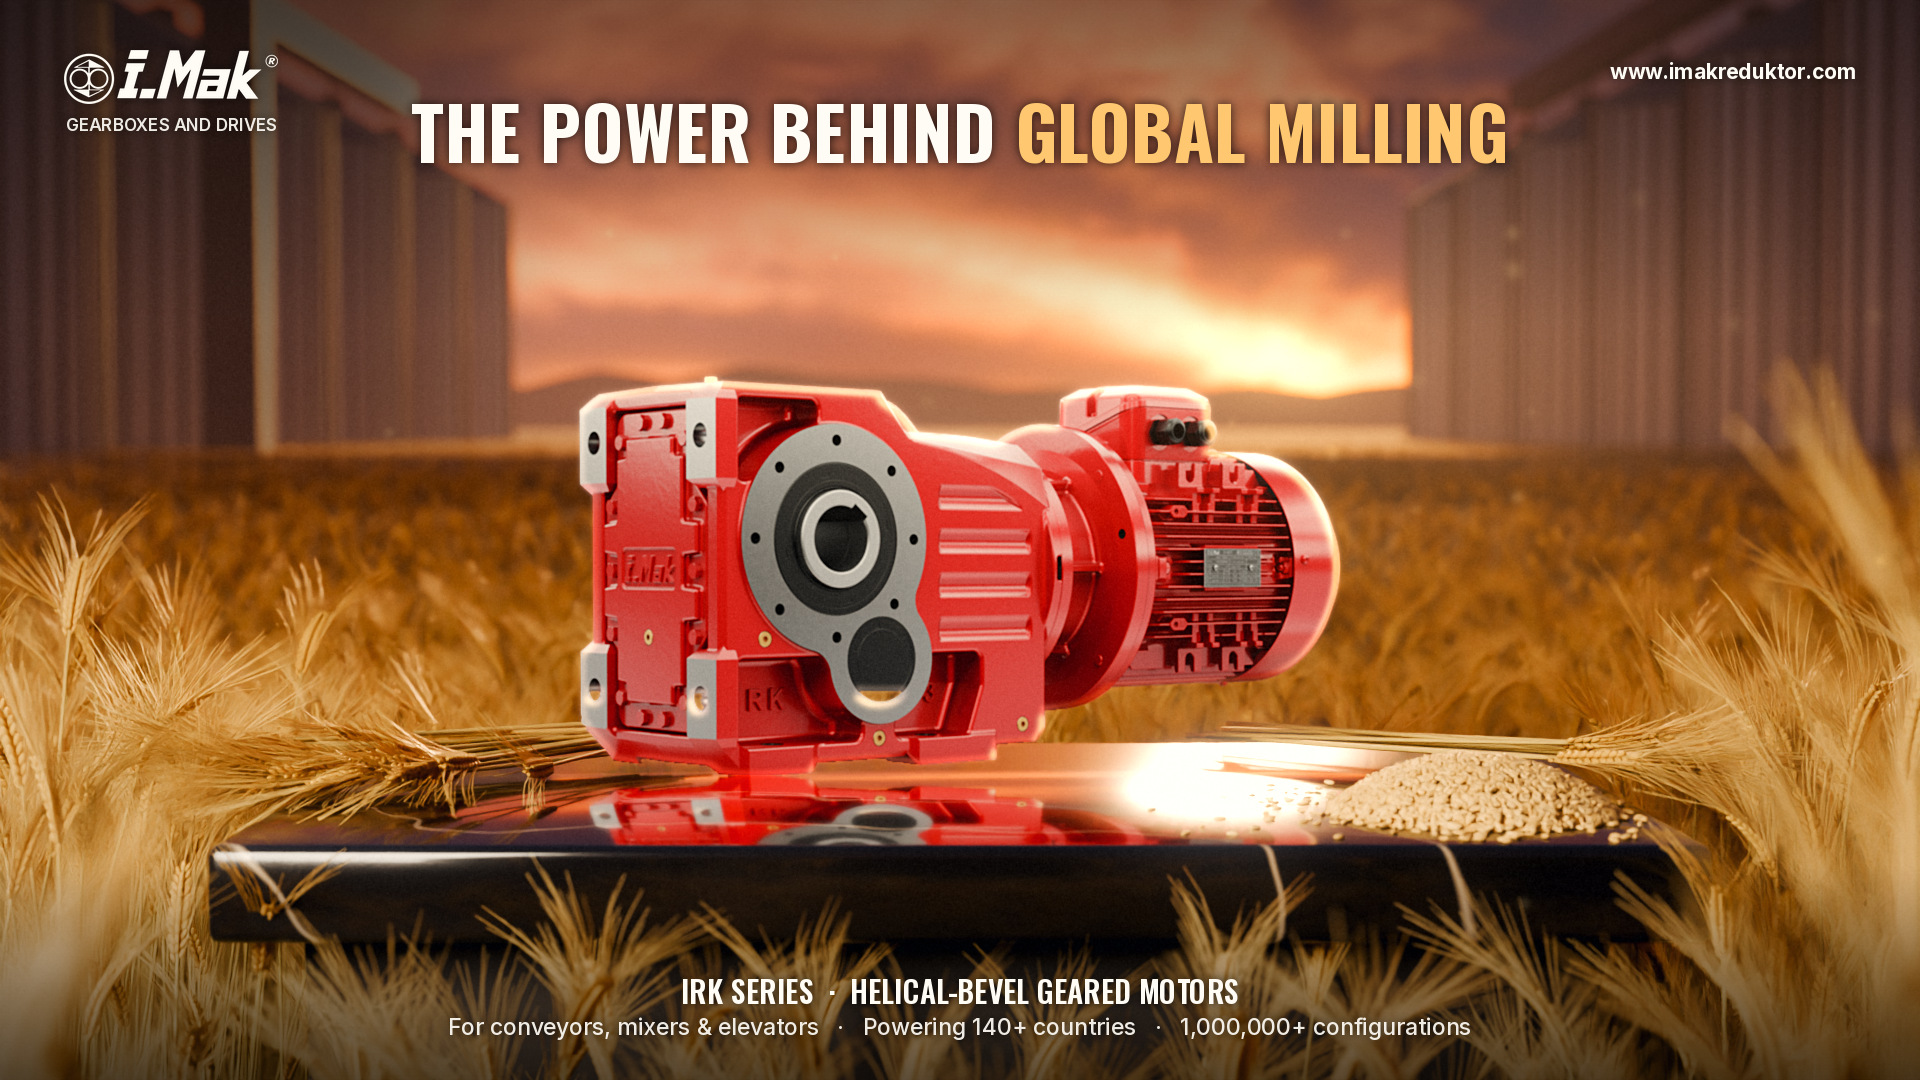 i.Mak®
GEARBOXES AND DRIVES
www.imakreduktor.com
THE POWER BEHIND GLOBAL MILLING
i.Mak
RK
IRK SERIES · HELICAL-BEVEL GEARED MOTORS
For conveyors, mixers & elevators · Powering 140+ countries · 1,000,000+ configurations